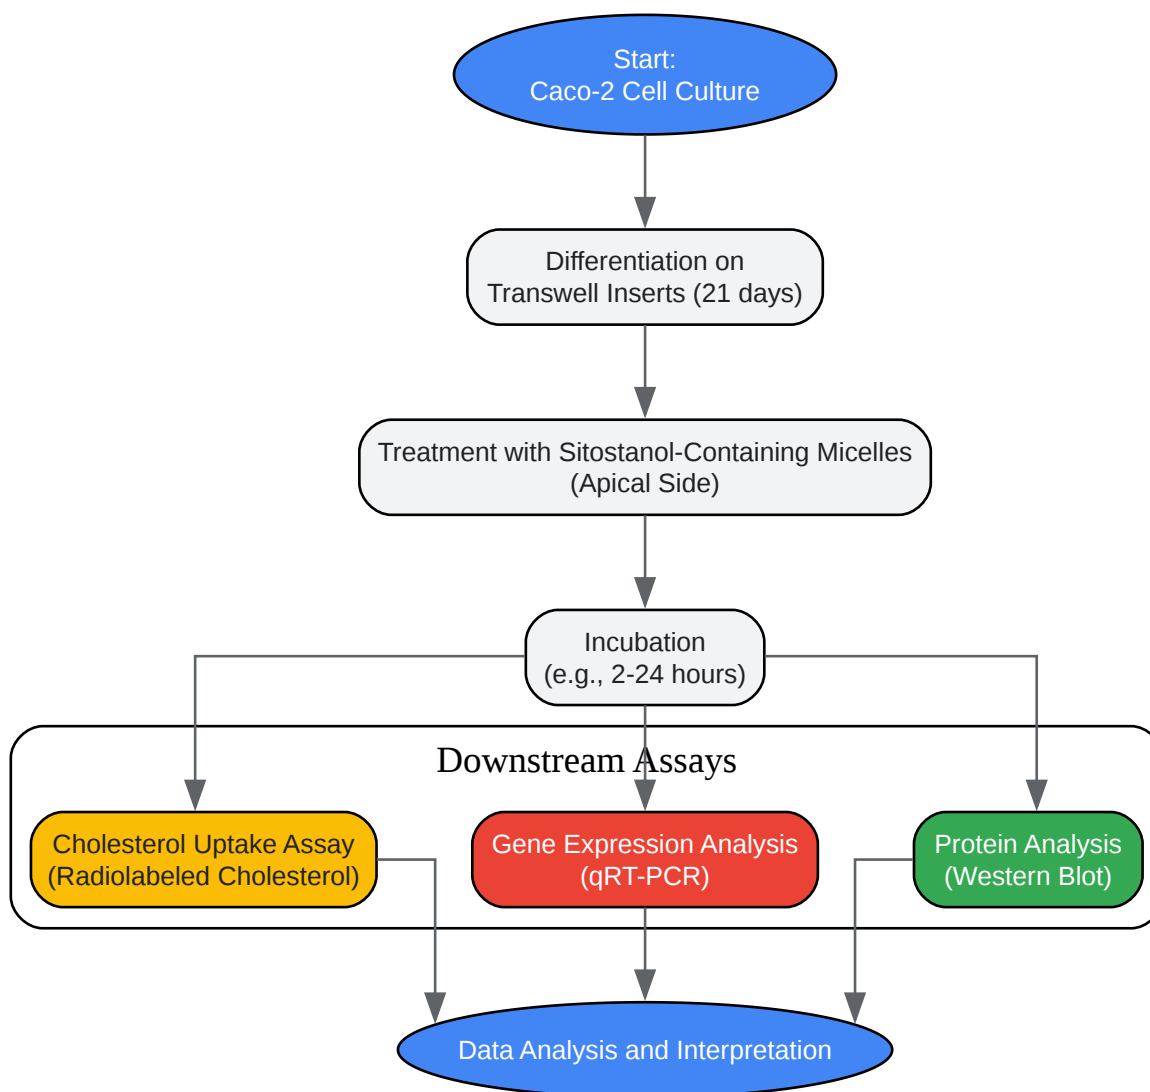 Start:
Caco-2 Cell Culture
Differentiation on
Transwell Inserts (21 days)
Treatment with Sitostanol-Containing Micelles
(Apical Side)
Incubation
(e.g., 2-24 hours)
Downstream Assays
Cholesterol Uptake Assay
(Radiolabeled Cholesterol)
Gene Expression Analysis
(qRT-PCR)
Protein Analysis
(Western Blot)
Data Analysis and Interpretation